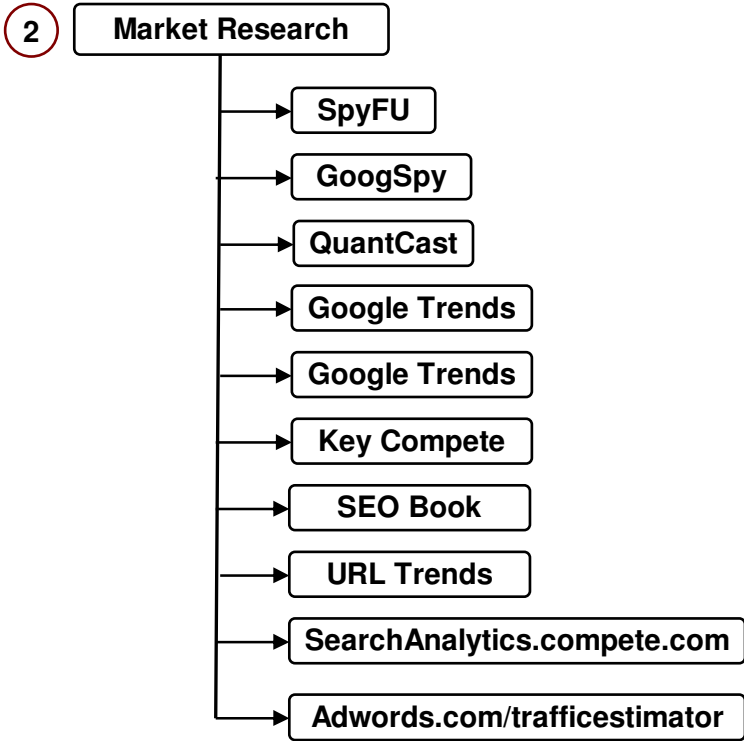 2
Market Research
SpyFU
GoogSpy
QuantCast
Google Trends
Google Trends
Key Compete
SEO Book
URL Trends
SearchAnalytics.compete.com
Adwords.com/trafficestimator